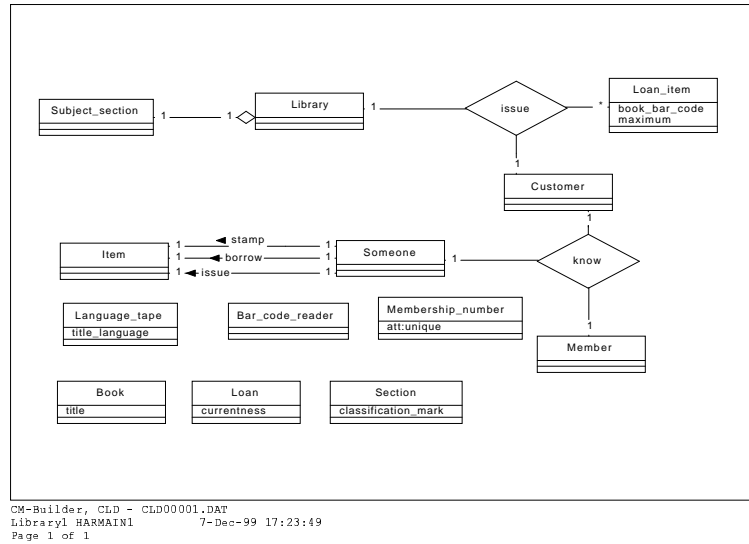 Loan_item
Library
Subject_section
issue
book_bar_code
maximum
1
1
1
*
1
Customer
1
stamp
1
1
Someone
Item
1
borrow
1
1
know
1
issue
1
Language_tape
title_language
Bar_code_reader
Membership_number
att:unique
1
Member
Book
title
Loan
currentness
Section
classification_mark
CM-Builder, CLD - CLD00001.DAT
Library1 HARMAIN1 7-Dec-99 17:23:49
Page 1 of 1